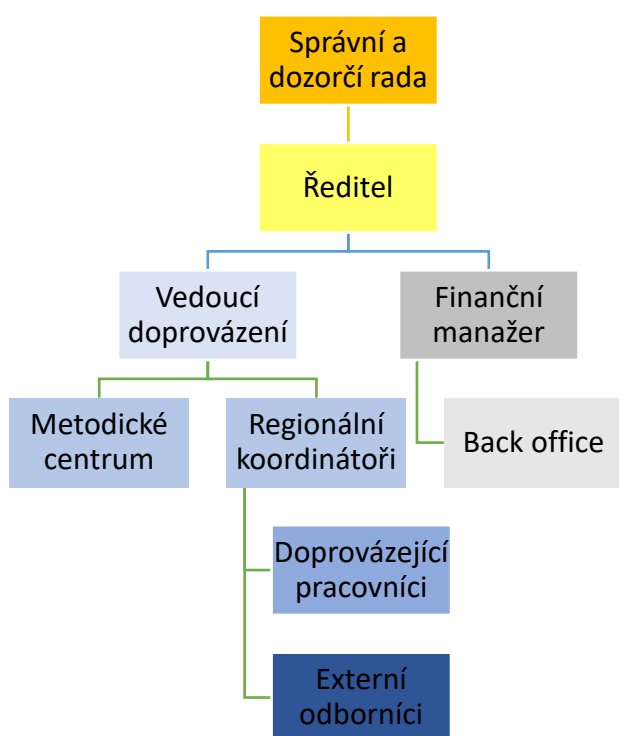 Správní a
dozorčí rada
Ředitel
Vedoucí
doprovázení
Finanční
manažer
Metodické
centrum
Regionální
koordinátoři
Back office
Doprovázející
pracovníci
Externí
odborníci